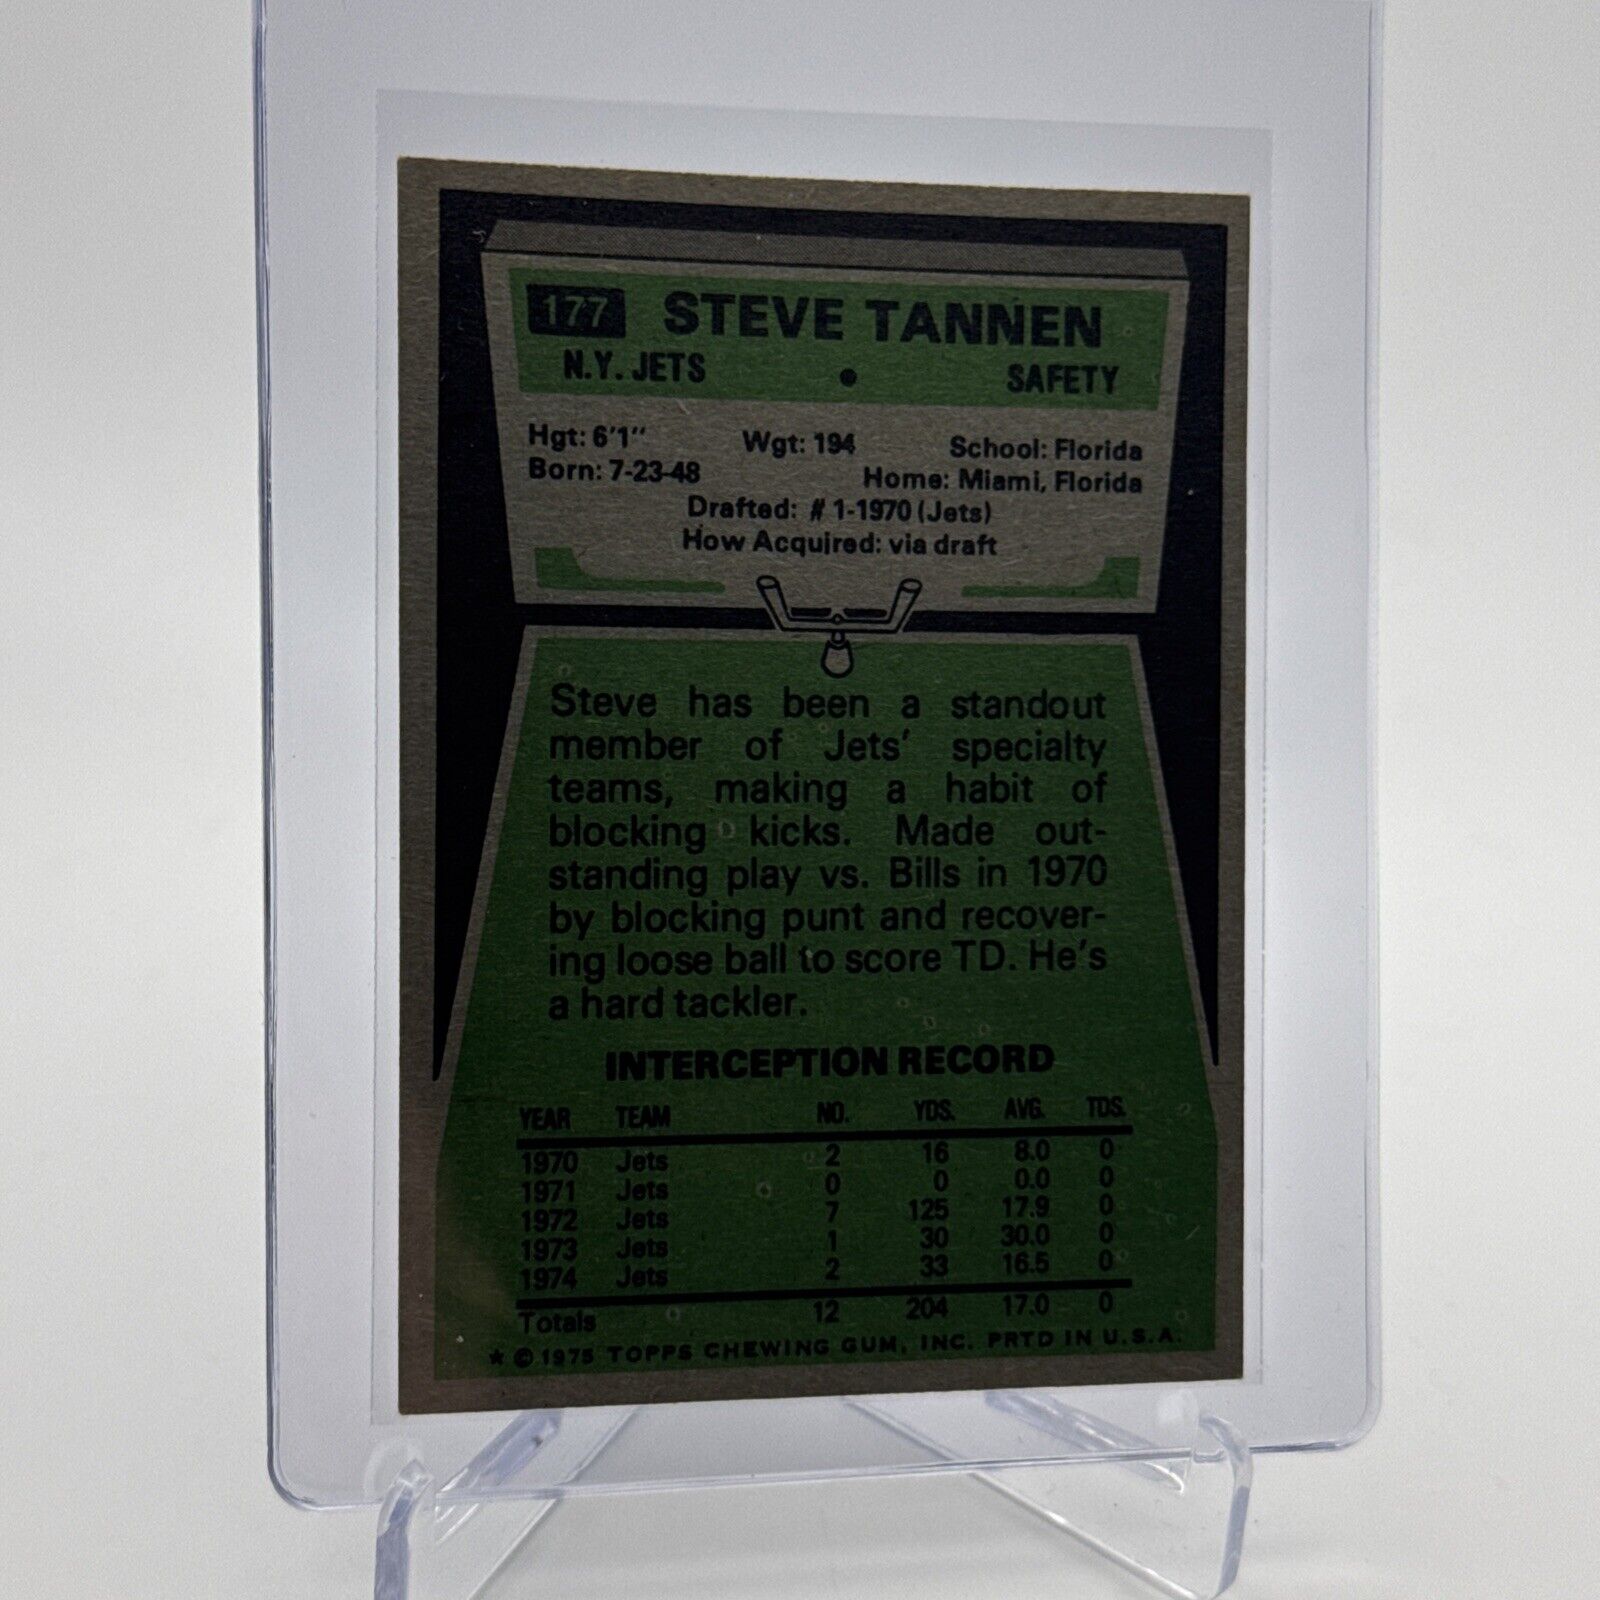 177 STEVE TANNEN
N.Y. JETS • SAFETY
Hgt: 6'1" Wgt: 194 School: Florida
Born: 7-23-48 Home: Miami, Florida
Drafted: # 1-1970 (Jets)
How Acquired: via draft
Steve has been a standout
member of Jets' specialty
teams, making a habit of
blocking kicks. Made out-
standing play vs. Bills in 1970
by blocking punt and recover-
ing loose ball to score TD. He's
a hard tackler.
INTERCEPTION RECORD
YEAR TEAM NO. YDS. AVG. TDS.
1970 Jets 2 16 8.0 0
1971 Jets 0 0 0.0 0
1972 Jets 7 125 17.9 0
1973 Jets 1 30 30.0 0
1974 Jets 2 33 16.5 0
Totals 12 204 17.0 0
★ © 1975 TOPPS CHEWING GUM, INC. PRTD IN U.S.A.